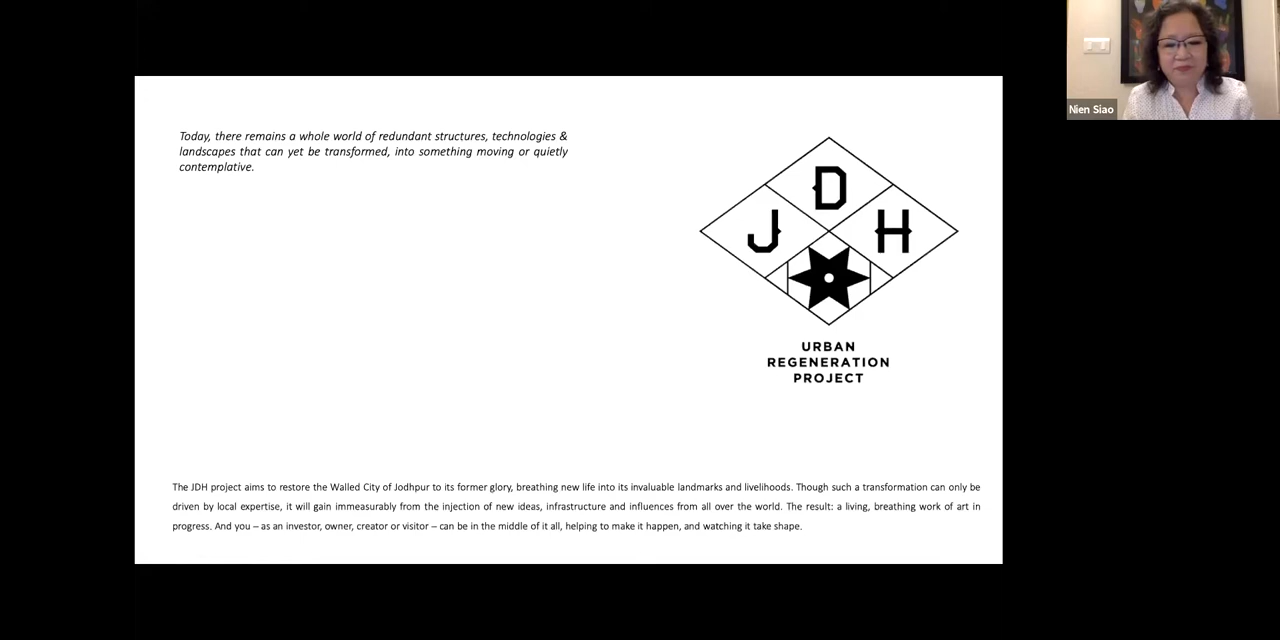 Today, there remains a whole world of redundant structures, technologies &
landscapes that can yet be transformed, into something moving or quietly
contemplative.
D
J H
URBAN
REGENERATION
PROJECT
The JDH project aims to restore the Walled City of Jodhpur to its former glory, breathing new life into its invaluable landmarks and livelihoods. Though such a transformation can only be
driven by local expertise, it will gain immeasurably from the injection of new ideas, infrastructure and influences from all over the world. The result: a living, breathing work of art in
progress. And you – as an investor, owner, creator or visitor – can be in the middle of it all, helping to make it happen, and watching it take shape.
Nien Siao